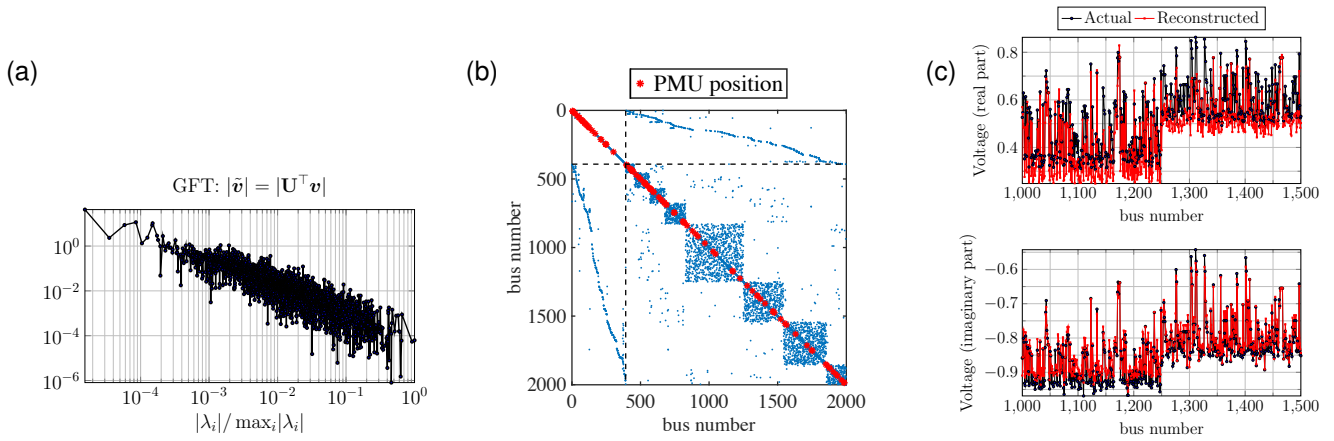 (a)
GFT: |ṽ| = |U⊤v|
10^0
10^−2
10^−4
10^−6
10^−4
10^−3
10^−2
10^−1
10^0
|λi|/ maxi|λi|
(b)
PMU position
bus number
0
500
1000
1500
2000
0
500
1000
1500
2000
bus number
(c)
Actual
Reconstructed
Voltage (real part)
0.8
0.6
0.4
1,000
1,100
1,200
1,300
1,400
1,500
bus number
Voltage (imaginary part)
−0.6
−0.7
−0.8
−0.9
1,000
1,100
1,200
1,300
1,400
1,500
bus number